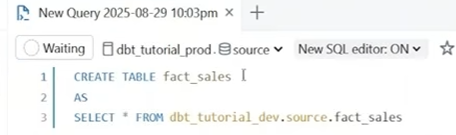 New Query 2025-08-29 10:03pm × +
Waiting dbt_tutorial_prod. source New SQL editor: ON
1 CREATE TABLE fact_sales
2 AS
3 SELECT * FROM dbt_tutorial_dev.source.fact_sales